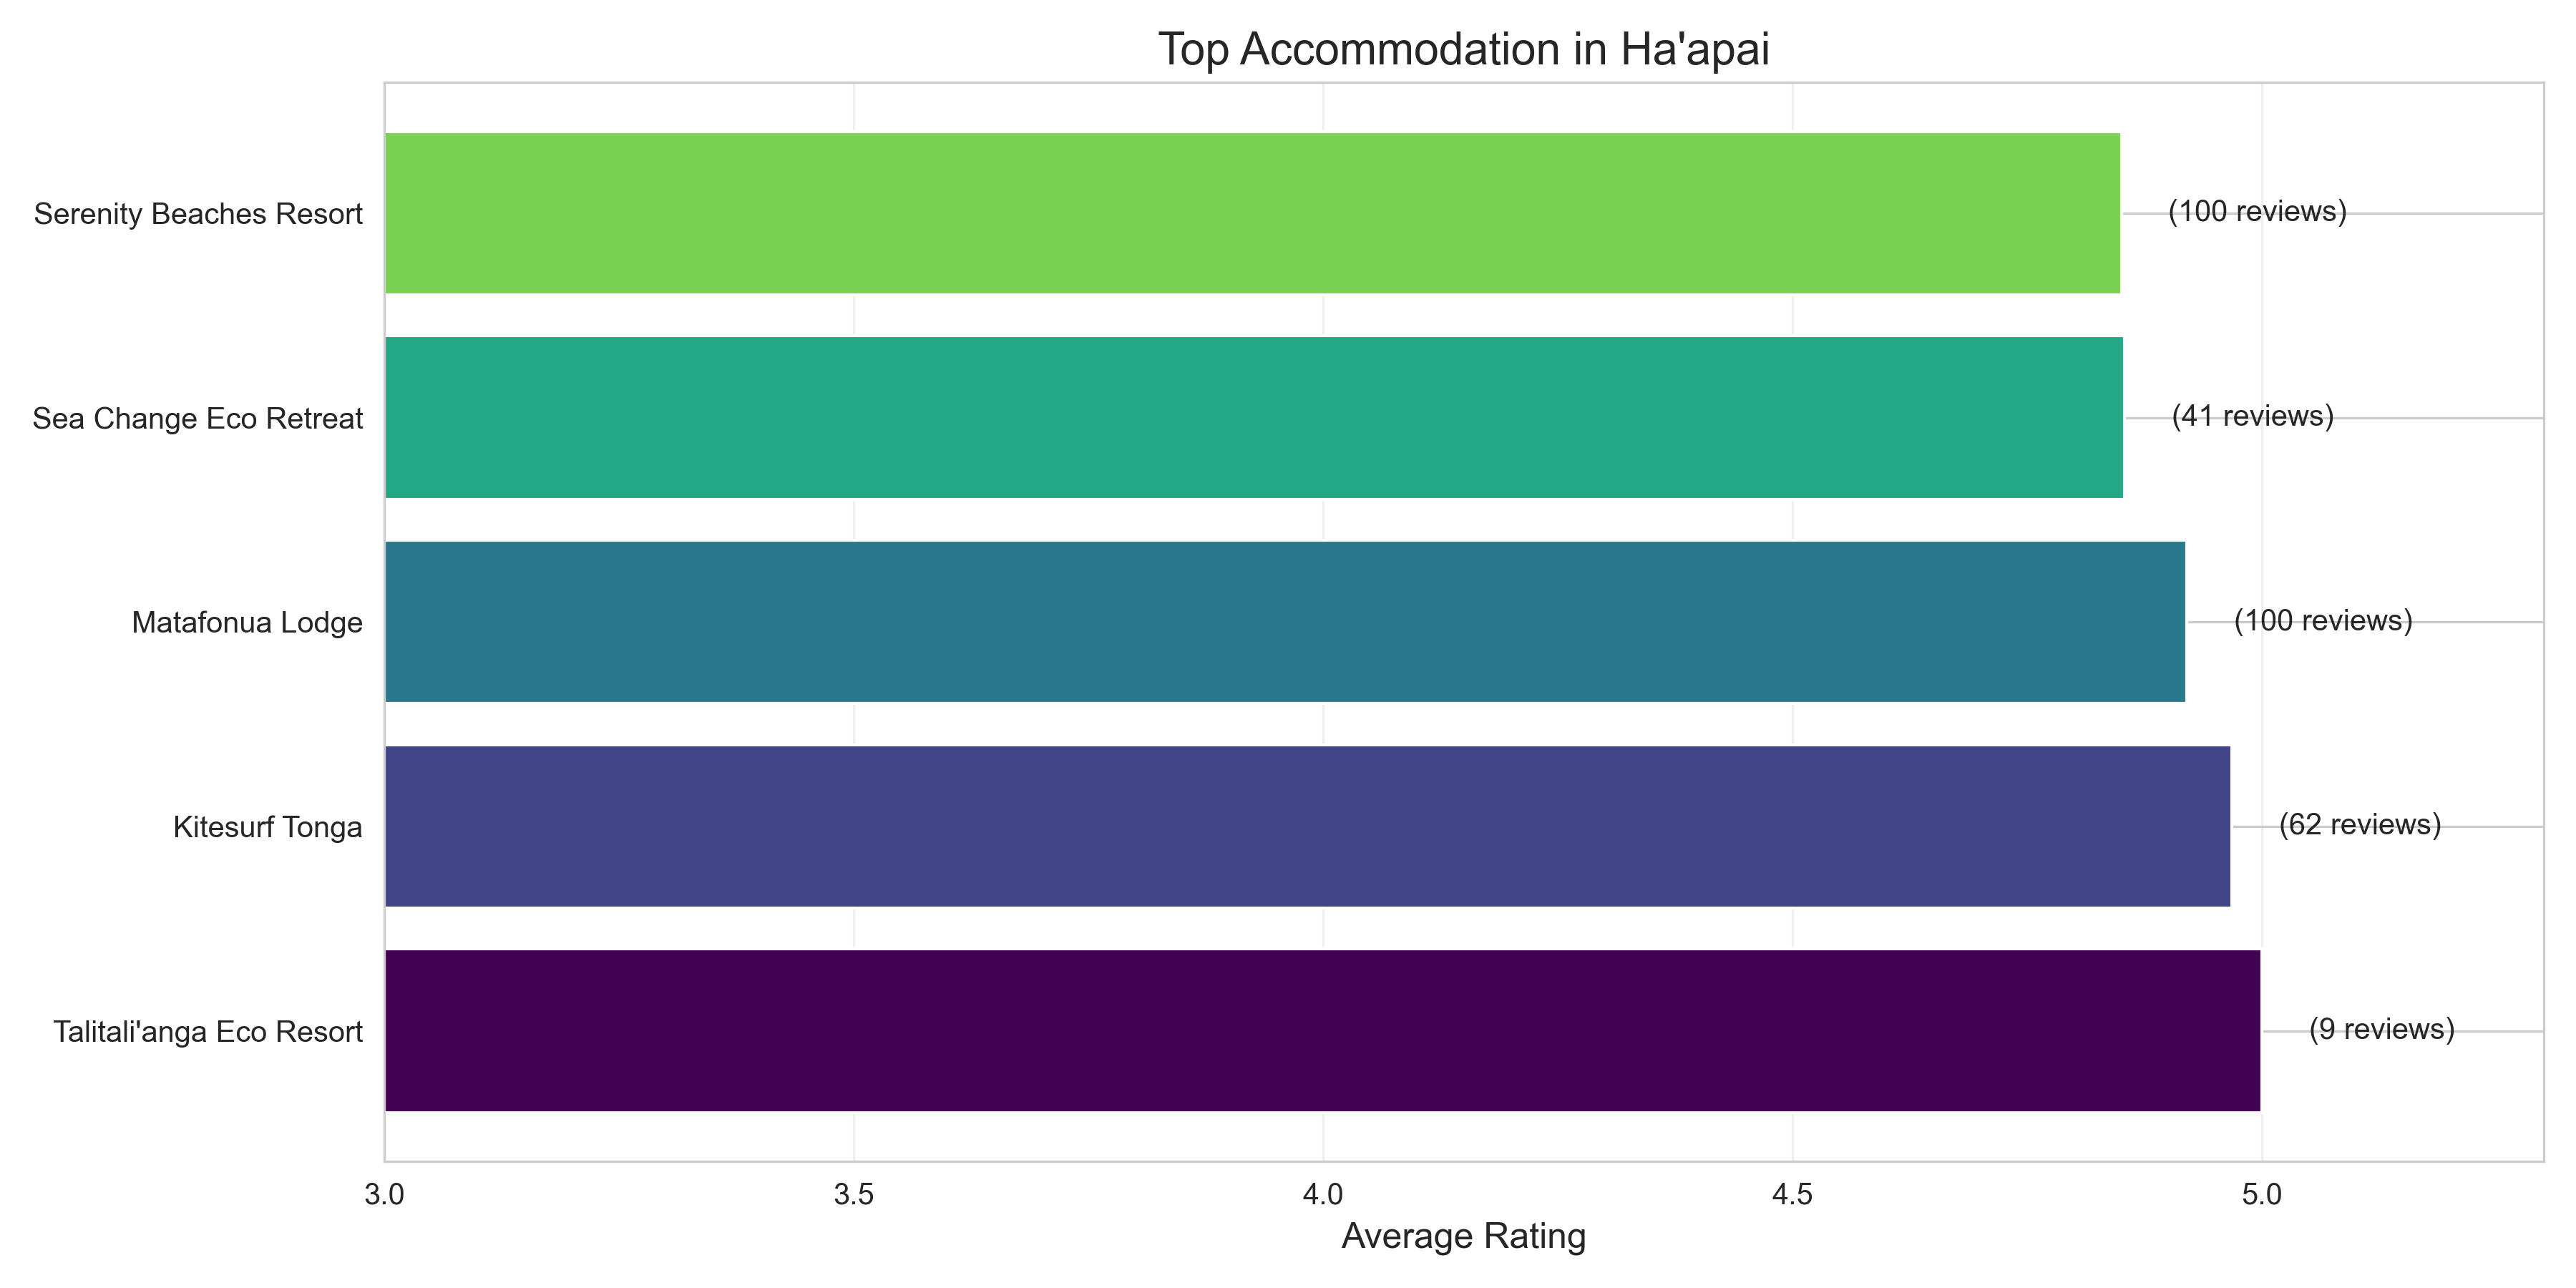 Top Accommodation in Ha'apai
Serenity Beaches Resort
(100 reviews)
Sea Change Eco Retreat
(41 reviews)
Matafonua Lodge
(100 reviews)
Kitesurf Tonga
(62 reviews)
Talitali'anga Eco Resort
(9 reviews)
3.0 3.5 4.0 4.5 5.0
Average Rating